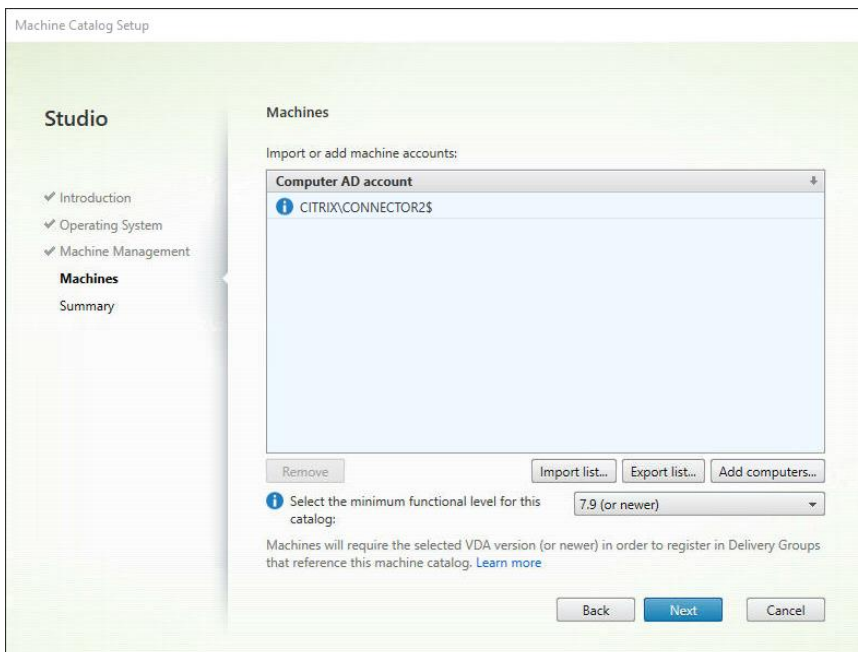 Machine Catalog Setup
Studio
Introduction
Operating System
Machine Management
Machines
Summary
Machines
Import or add machine accounts:
Computer AD account
CITRIX\CONNECTOR2$
Remove
Import list...
Export list...
Add computers...
Select the minimum functional level for this
catalog:
7.9 (or newer)
Machines will require the selected VDA version (or newer) in order to register in Delivery Groups
that reference this machine catalog. Learn more
Back
Next
Cancel